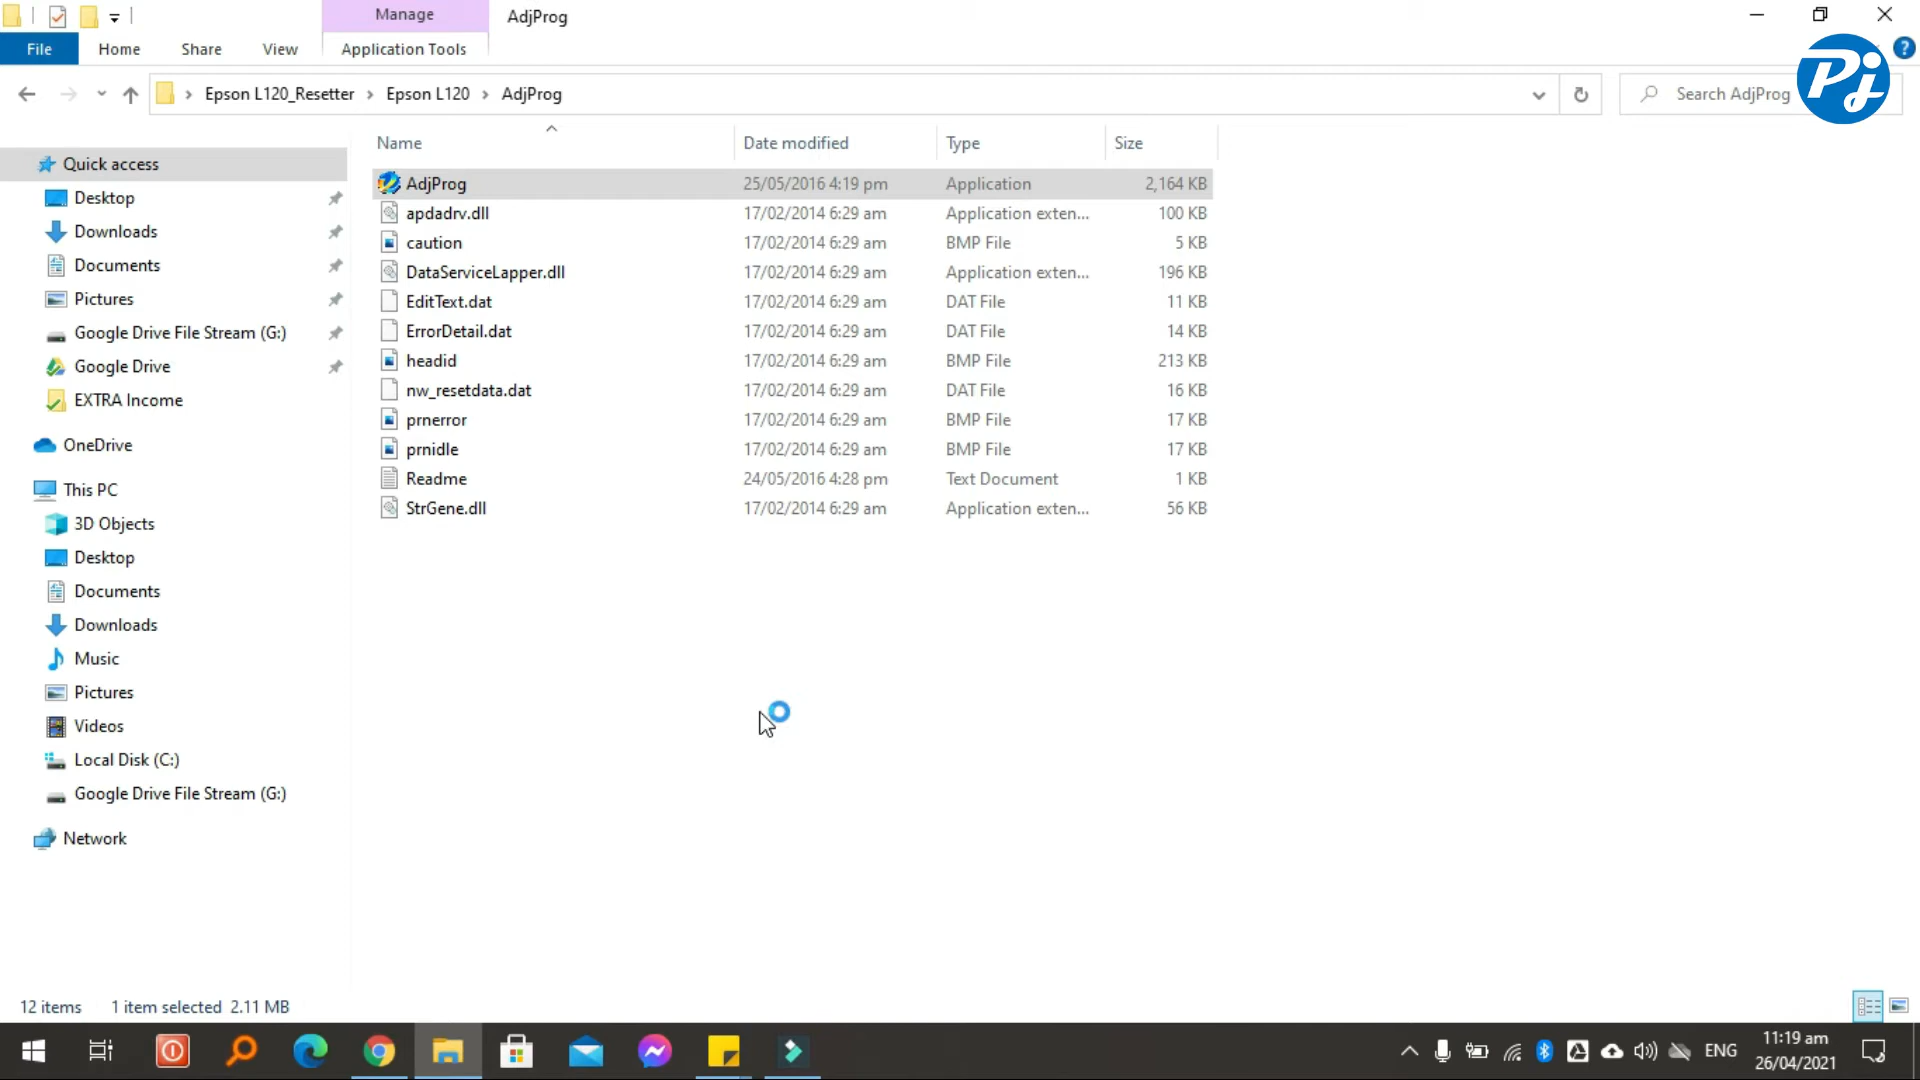 Manage
AdjProg
File
Home
Share
View
Application Tools
Pj
?
Epson L120_Resetter > Epson L120 > AdjProg
Search AdjProg
Name
Date modified
Type
Size
AdjProg 25/05/2016 4:19 pm Application 2,164 KB
apdadrv.dll 17/02/2014 6:29 am Application exten... 100 KB
caution 17/02/2014 6:29 am BMP File 5 KB
DataServiceLapper.dll 17/02/2014 6:29 am Application exten... 196 KB
EditText.dat 17/02/2014 6:29 am DAT File 11 KB
ErrorDetail.dat 17/02/2014 6:29 am DAT File 14 KB
headid 17/02/2014 6:29 am BMP File 213 KB
nw_resetdata.dat 17/02/2014 6:29 am DAT File 16 KB
prnerror 17/02/2014 6:29 am BMP File 17 KB
prnidle 17/02/2014 6:29 am BMP File 17 KB
Readme 24/05/2016 4:28 pm Text Document 1 KB
StrGene.dll 17/02/2014 6:29 am Application exten... 56 KB
Quick access
Desktop
Downloads
Documents
Pictures
Google Drive File Stream (G:)
Google Drive
EXTRA Income
OneDrive
This PC
3D Objects
Desktop
Documents
Downloads
Music
Pictures
Videos
Local Disk (C:)
Google Drive File Stream (G:)
Network
12 items
1 item selected 2.11 MB
ENG
11:19 am
26/04/2021